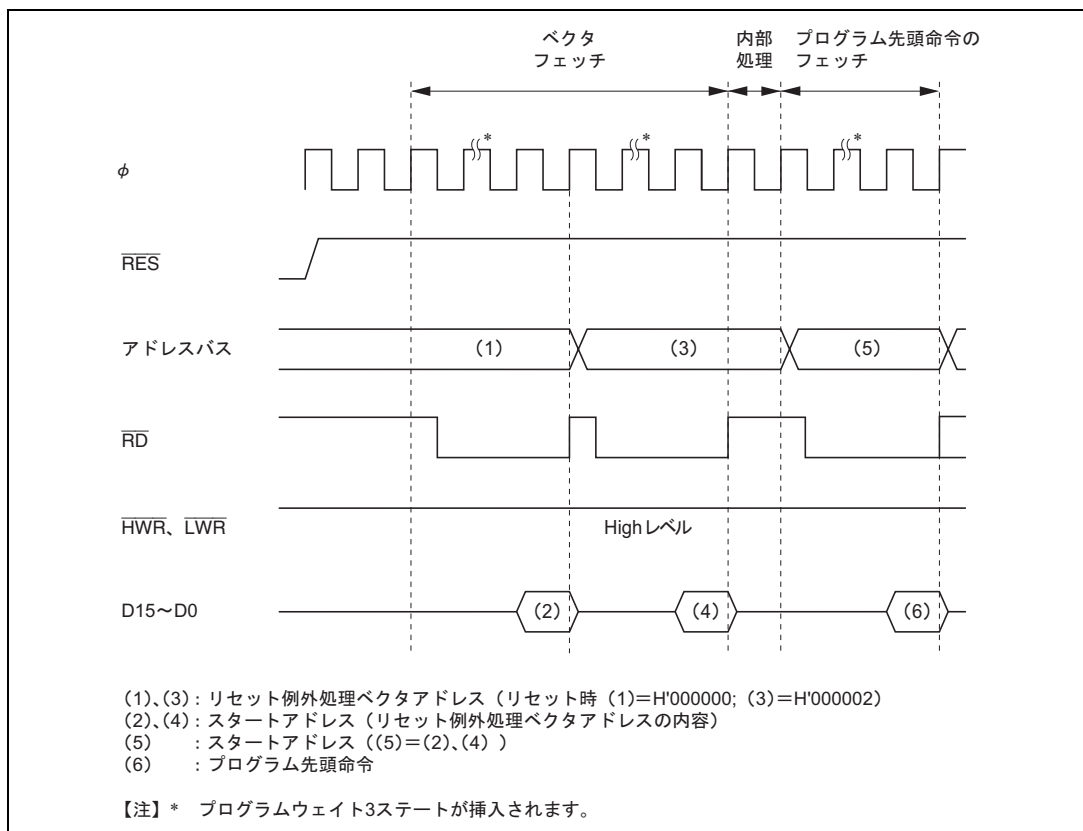 ベクタ
フェッチ
内部
処理
プログラム先頭命令の
フェッチ
* * *
φ
RES
アドレスバス
(1) (3) (5)
RD
HWR、LWR
Highレベル
D15～D0
(2) (4) (6)
(1)、(3)：リセット例外処理ベクタアドレス（リセット時 (1)＝H'000000; (3)＝H'000002）
(2)、(4)：スタートアドレス（リセット例外処理ベクタアドレスの内容）
(5) ：スタートアドレス（(5)＝(2)、(4) ）
(6) ：プログラム先頭命令
【注】* プログラムウェイト3ステートが挿入されます。